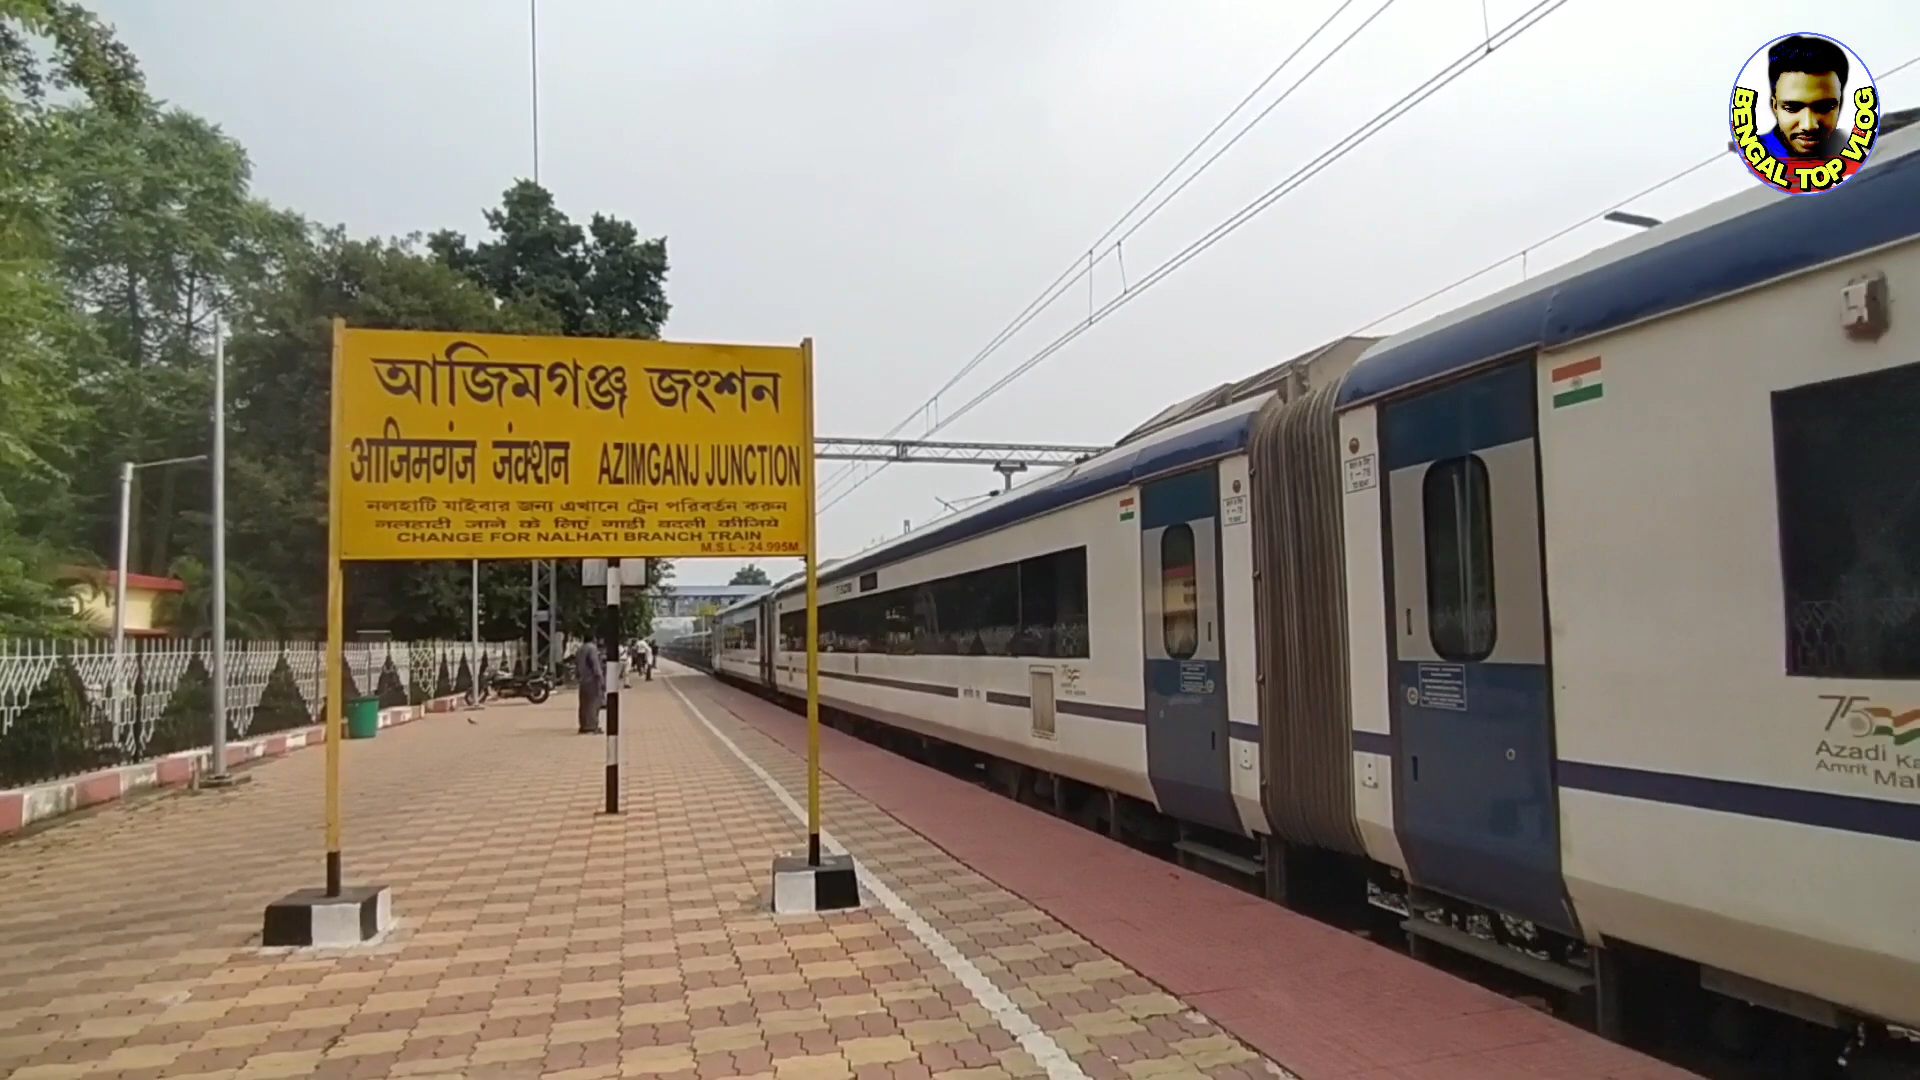 আজিমগঞ্জ জংশন
आजिमगंज जंक्शन AZIMGANJ JUNCTION
নলহাটি যাইবার জন্য এখানে ট্রেন পরিবর্তন করুন
नलहाटी जाने के लिए गाड़ी बदली कीजिये
CHANGE FOR NALHATI BRANCH TRAIN
M.S.L - 24.995M
BENGAL TOP VLOG
75
Azadi Ka
Amrit